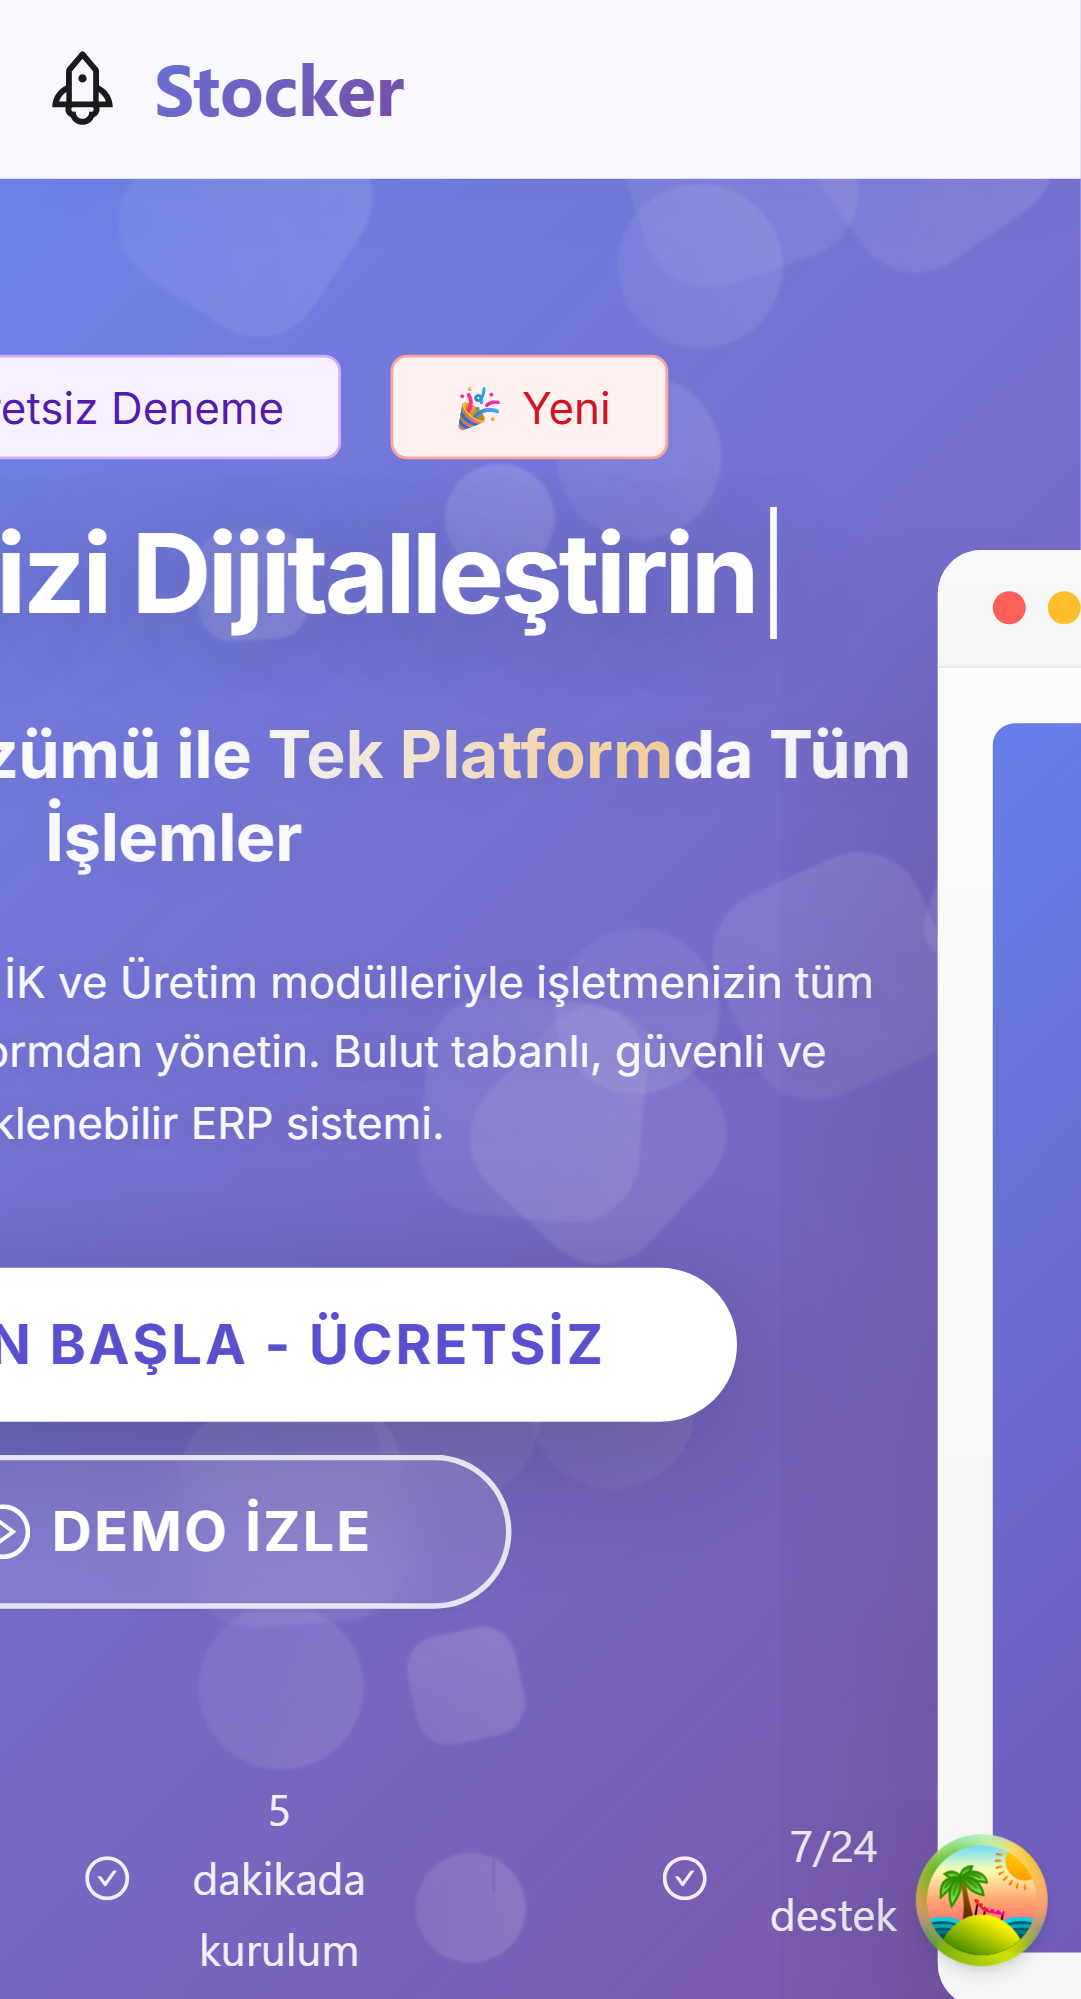 Stocker
etsiz Deneme
Yeni
izi Dijitalleştirin
zümü ile Tek Platformda Tüm
İşlemler
İK ve Üretim modülleriyle işletmenizin tüm
ormdan yönetin. Bulut tabanlı, güvenli ve
klenebilir ERP sistemi.
N BAŞLA - ÜCRETSİZ
DEMO İZLE
5
dakikada
kurulum
7/24
destek